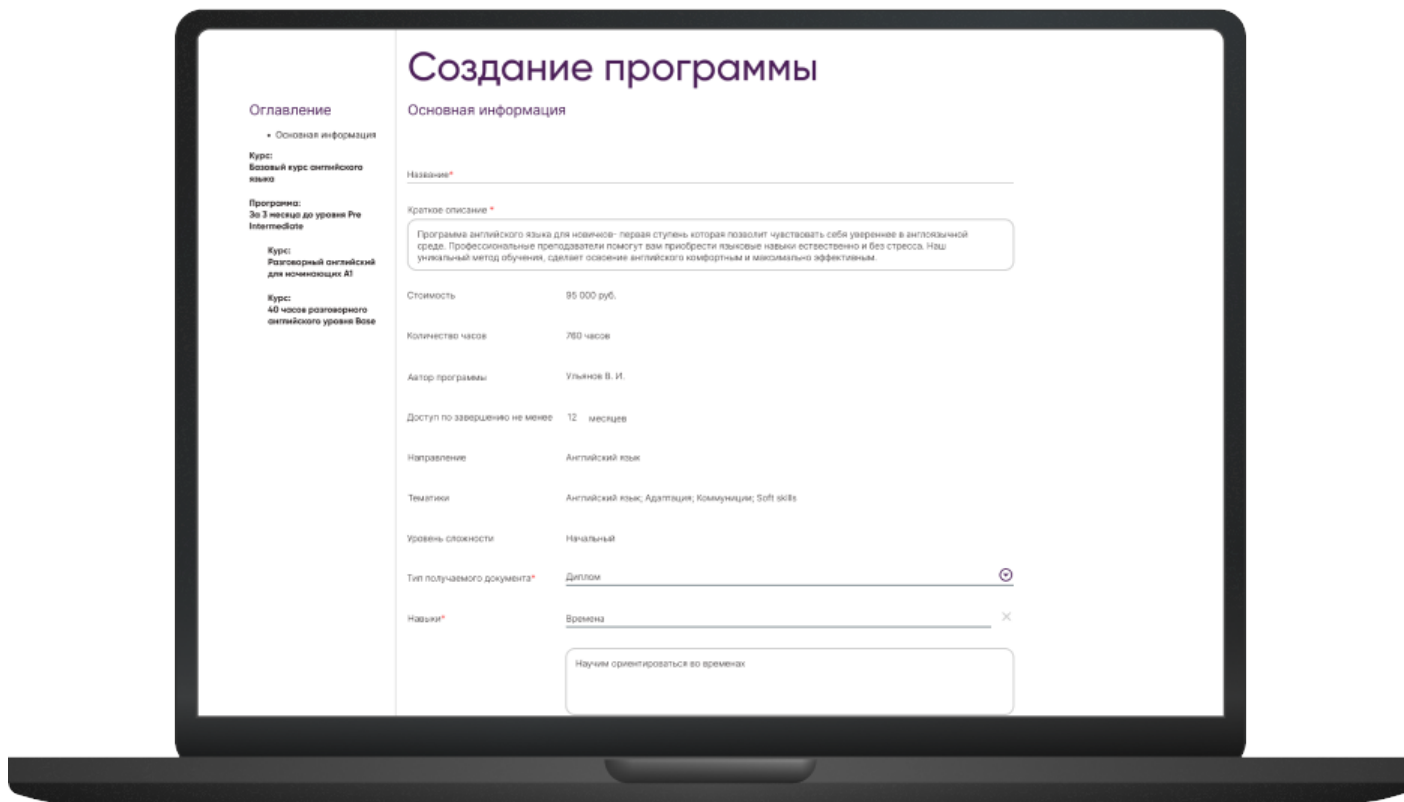 Создание программы
Оглавление
• Основная информация
Курс:
Базовый курс английского
языка
Программа:
За 3 месяца до уровня Pre
Intermediate
Курс:
Разговорный английский
для начинающих А1
Курс:
40 часов разговорного
английского уровня Base
Основная информация
Название*
Краткое описание *
Программа английского языка для новичков- первая ступень которая позволит чувствовать себя увереннее в англоязычной
среде. Профессиональные преподаватели помогут вам приобрести языковые навыки естественно и без стресса. Наш
уникальный метод обучения, сделает освоение английского комфортным и максимально эффективным.
Стоимость 95 000 руб.
Количество часов 760 часов
Автор программы Ульянов В. И.
Доступ по завершению не менее 12 месяцев
Направление Английский язык
Тематики Английский язык; Адаптация; Коммуниции; Soft skills
Уровень сложности Начальный
Тип получаемого документа* Диплом
Навыки* Времена
Научим ориентироваться во временах